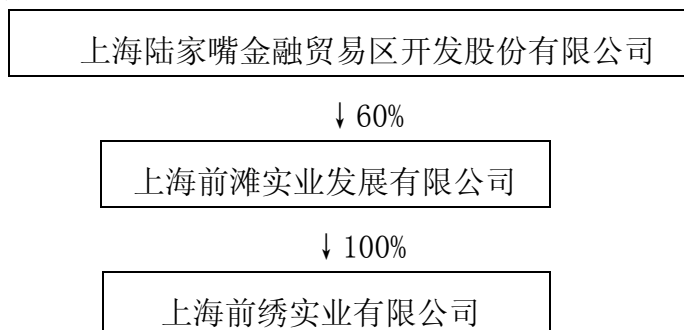 上海陆家嘴金融贸易区开发股份有限公司
↓60%
上海前滩实业发展有限公司
↓100%
上海前绣实业有限公司